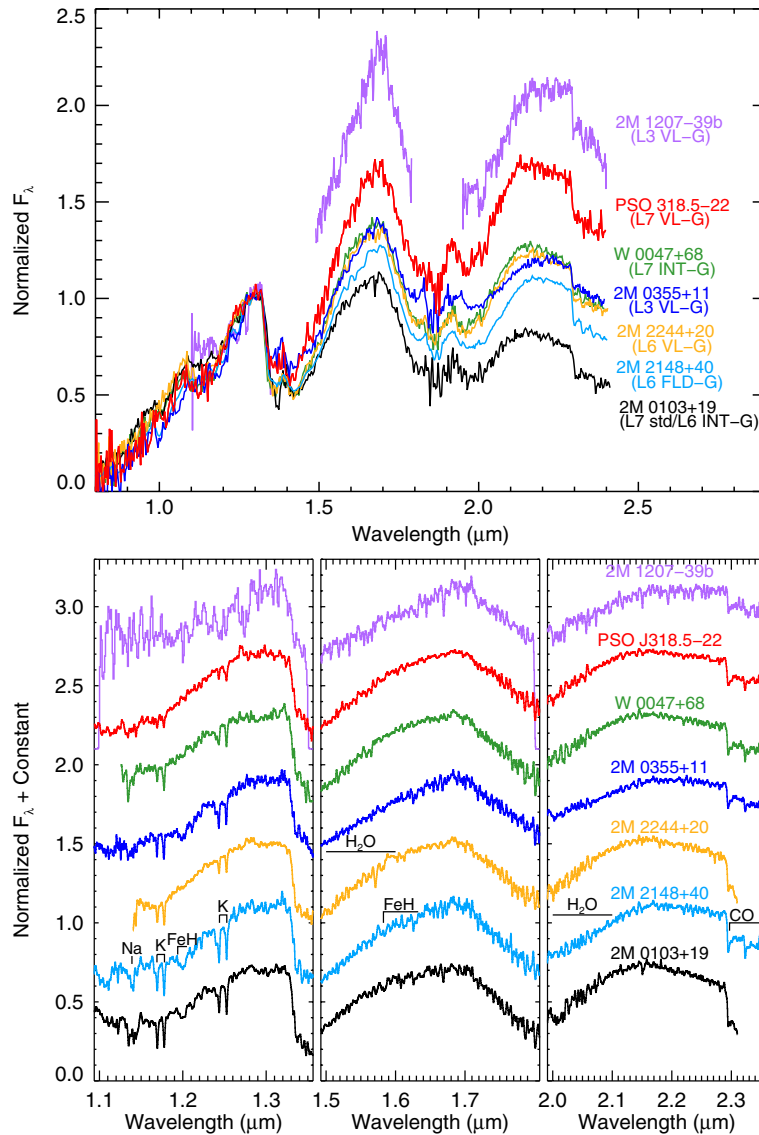 2.5
2.0
1.5
1.0
0.5
0.0
Normalized Fλ
1.0 1.5 2.0 2.5
Wavelength (μm)
2M 1207−39b
(L3 VL−G)
PSO 318.5−22
(L7 VL−G)
W 0047+68
(L7 INT−G)
2M 0355+11
(L3 VL−G)
2M 2244+20
(L6 VL−G)
2M 2148+40
(L6 FLD−G)
2M 0103+19
(L7 std/L6 INT−G)
3.0
2.5
2.0
1.5
1.0
0.5
0.0
Normalized Fλ + Constant
2M 1207−39b
PSO J318.5−22
W 0047+68
2M 0355+11
2M 2244+20
2M 2148+40
2M 0103+19
Na
K
FeH
K
H₂O
FeH
H₂O
CO
1.1 1.2 1.3
1.5 1.6 1.7
2.0 2.1 2.2 2.3
Wavelength (μm)
Wavelength (μm)
Wavelength (μm)